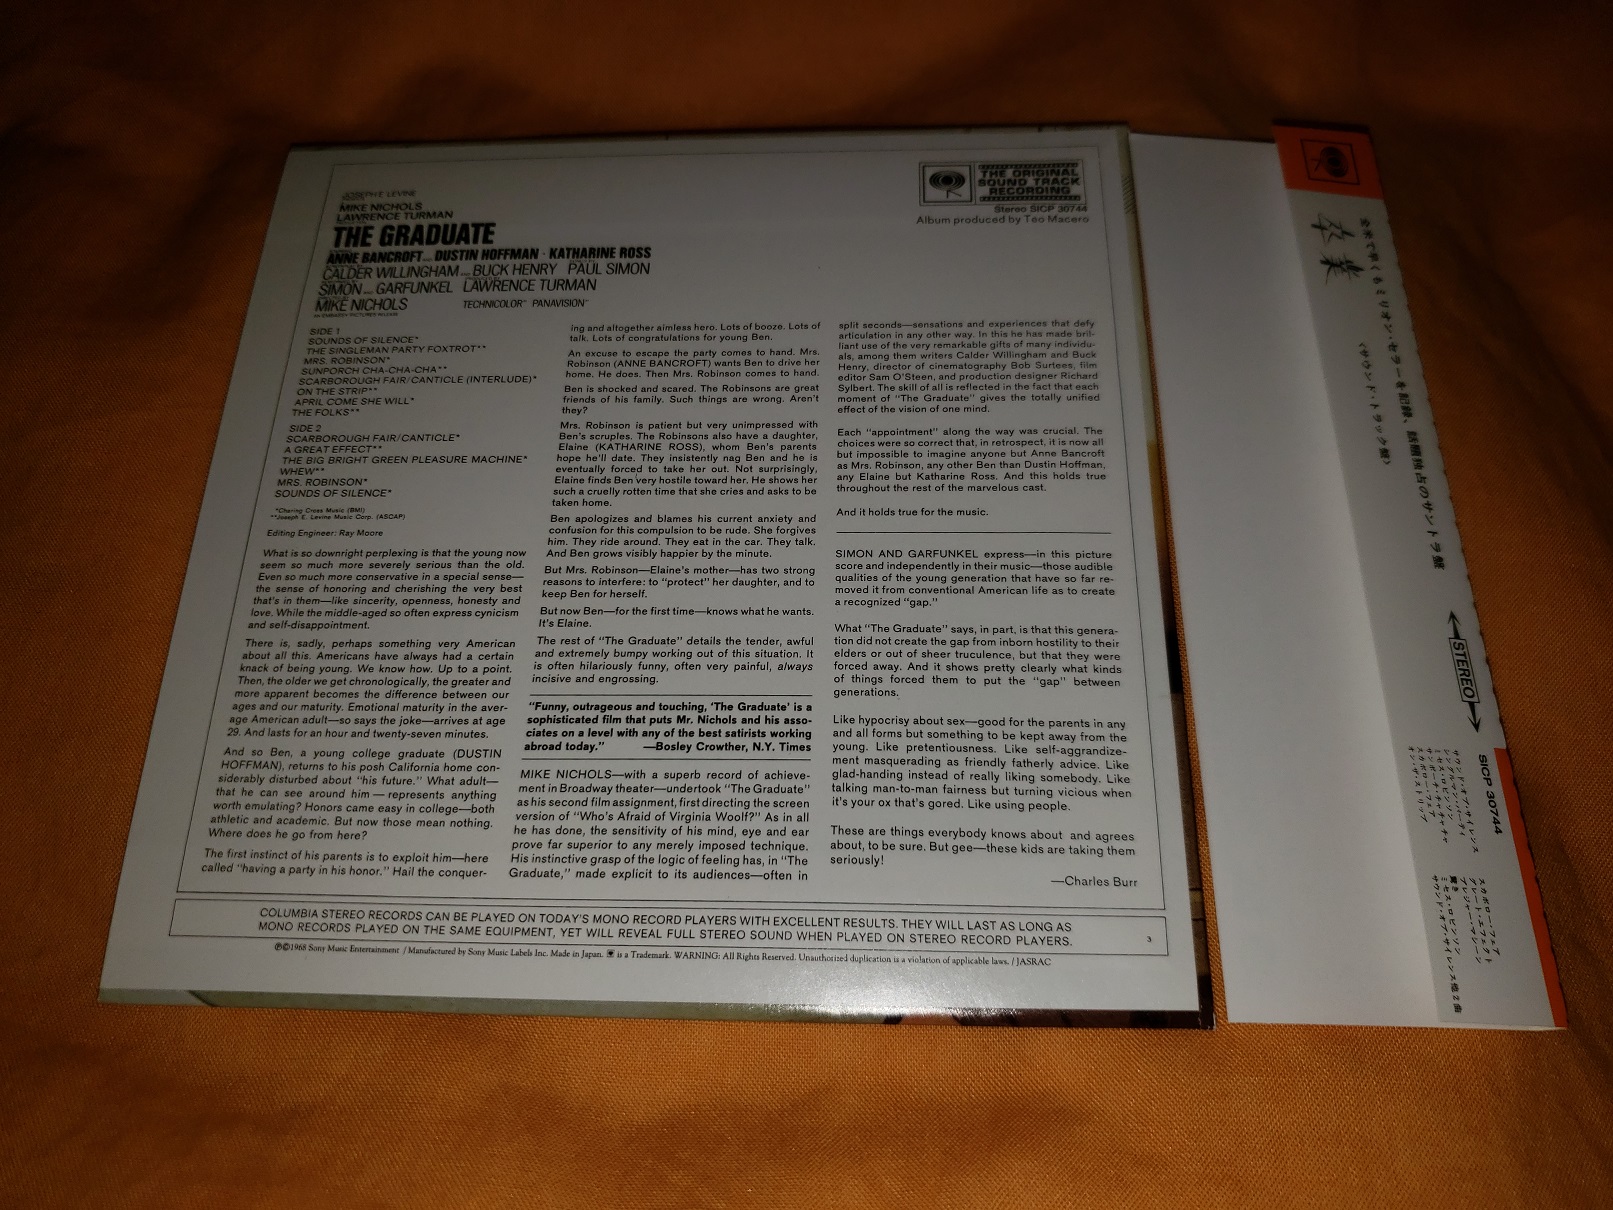 JOSEPH E. LEVINE
MIKE NICHOLS
LAWRENCE TURMAN
THE GRADUATE
ANNE BANCROFT DUSTIN HOFFMAN · KATHARINE ROSS
CALDER WILLINGHAM BUCK HENRY PAUL SIMON
SIMON GARFUNKEL LAWRENCE TURMAN
MIKE NICHOLS TECHNICOLOR® PANAVISION®
AN EMBASSY PICTURES RELEASE
THE ORIGINAL
SOUND TRACK
RECORDING
Stereo SICP 30744
Album produced by Teo Macero
SIDE 1
SOUNDS OF SILENCE*
THE SINGLEMAN PARTY FOXTROT**
MRS. ROBINSON*
SUNPORCH CHA-CHA-CHA**
SCARBOROUGH FAIR/CANTICLE (INTERLUDE)*
ON THE STRIP**
APRIL COME SHE WILL*
THE FOLKS**
SIDE 2
SCARBOROUGH FAIR/CANTICLE*
A GREAT EFFECT**
THE BIG BRIGHT GREEN PLEASURE MACHINE*
WHEW**
MRS. ROBINSON*
SOUNDS OF SILENCE*
*Charing Cross Music (BMI)
**Joseph E. Levine Music Corp. (ASCAP)
Editing Engineer: Ray Moore
What is so downright perplexing is that the young now
seem so much more severely serious than the old.
Even so much more conservative in a special sense—
the sense of honoring and cherishing the very best
that's in them—like sincerity, openness, honesty and
love. While the middle-aged so often express cynicism
and self-disappointment.
There is, sadly, perhaps something very American
about all this. Americans have always had a certain
knack of being young. We know how. Up to a point.
Then, the older we get chronologically, the greater and
more apparent becomes the difference between our
ages and our maturity. Emotional maturity in the aver-
age American adult—so says the joke—arrives at age
29. And lasts for an hour and twenty-seven minutes.
And so Ben, a young college graduate (DUSTIN
HOFFMAN), returns to his posh California home con-
siderably disturbed about "his future." What adult—
that he can see around him — represents anything
worth emulating? Honors came easy in college—both
athletic and academic. But now those mean nothing.
Where does he go from here?
The first instinct of his parents is to exploit him—here
called "having a party in his honor." Hail the conquer-
ing and altogether aimless hero. Lots of booze. Lots of
talk. Lots of congratulations for young Ben.
An excuse to escape the party comes to hand. Mrs.
Robinson (ANNE BANCROFT) wants Ben to drive her
home. He does. Then Mrs. Robinson comes to hand.
Ben is shocked and scared. The Robinsons are great
friends of his family. Such things are wrong. Aren't
they?
Mrs. Robinson is patient but very unimpressed with
Ben's scruples. The Robinsons also have a daughter,
Elaine (KATHARINE ROSS), whom Ben's parents
hope he'll date. They insistently nag Ben and he is
eventually forced to take her out. Not surprisingly,
Elaine finds Ben very hostile toward her. He shows her
such a cruelly rotten time that she cries and asks to be
taken home.
Ben apologizes and blames his current anxiety and
confusion for this compulsion to be rude. She forgives
him. They ride around. They eat in the car. They talk.
And Ben grows visibly happier by the minute.
But Mrs. Robinson—Elaine's mother—has two strong
reasons to interfere: to "protect" her daughter, and to
keep Ben for herself.
But now Ben—for the first time—knows what he wants.
It's Elaine.
The rest of "The Graduate" details the tender, awful
and extremely bumpy working out of this situation. It
is often hilariously funny, often very painful, always
incisive and engrossing.
"Funny, outrageous and touching, 'The Graduate' is a
sophisticated film that puts Mr. Nichols and his asso-
ciates on a level with any of the best satirists working
abroad today." —Bosley Crowther, N.Y. Times
MIKE NICHOLS—with a superb record of achieve-
ment in Broadway theater—undertook "The Graduate"
as his second film assignment, first directing the screen
version of "Who's Afraid of Virginia Woolf?" As in all
he has done, the sensitivity of his mind, eye and ear
prove far superior to any merely imposed technique.
His instinctive grasp of the logic of feeling has, in "The
Graduate," made explicit to its audiences—often in
split seconds—sensations and experiences that defy
articulation in any other way. In this he has made bril-
liant use of the very remarkable gifts of many individu-
als, among them writers Calder Willingham and Buck
Henry, director of cinematography Bob Surtees, film
editor Sam O'Steen, and production designer Richard
Sylbert. The skill of all is reflected in the fact that each
moment of "The Graduate" gives the totally unified
effect of the vision of one mind.
Each "appointment" along the way was crucial. The
choices were so correct that, in retrospect, it is now all
but impossible to imagine anyone but Anne Bancroft
as Mrs. Robinson, any other Ben than Dustin Hoffman,
any Elaine but Katharine Ross. And this holds true
throughout the rest of the marvelous cast.
And it holds true for the music.
SIMON AND GARFUNKEL express—in this picture
score and independently in their music—those audible
qualities of the young generation that have so far re-
moved it from conventional American life as to create
a recognized "gap."
What "The Graduate" says, in part, is that this genera-
tion did not create the gap from inborn hostility to their
elders or out of sheer truculence, but that they were
forced away. And it shows pretty clearly what kinds
of things forced them to put the "gap" between
generations.
Like hypocrisy about sex—good for the parents in any
and all forms but something to be kept away from the
young. Like pretentiousness. Like self-aggrandize-
ment masquerading as friendly fatherly advice. Like
glad-handing instead of really liking somebody. Like
talking man-to-man fairness but turning vicious when
it's your ox that's gored. Like using people.
These are things everybody knows about and agrees
about, to be sure. But gee—these kids are taking them
seriously!
—Charles Burr
COLUMBIA STEREO RECORDS CAN BE PLAYED ON TODAY'S MONO RECORD PLAYERS WITH EXCELLENT RESULTS. THEY WILL LAST AS LONG AS
MONO RECORDS PLAYED ON THE SAME EQUIPMENT, YET WILL REVEAL FULL STEREO SOUND WHEN PLAYED ON STEREO RECORD PLAYERS.
3
℗©1968 Sony Music Entertainment / Manufactured by Sony Music Labels Inc. Made in Japan. is a Trademark. WARNING: All Rights Reserved. Unauthorized duplication is a violation of applicable laws. / JASRAC
卒業
〈サウンド・トラック盤〉
STEREO
SICP 30744
サウンド・オブ・サイレンス
ミセス・ロビンソン
スカボロー・フェア
オン・ザ・ストリップ